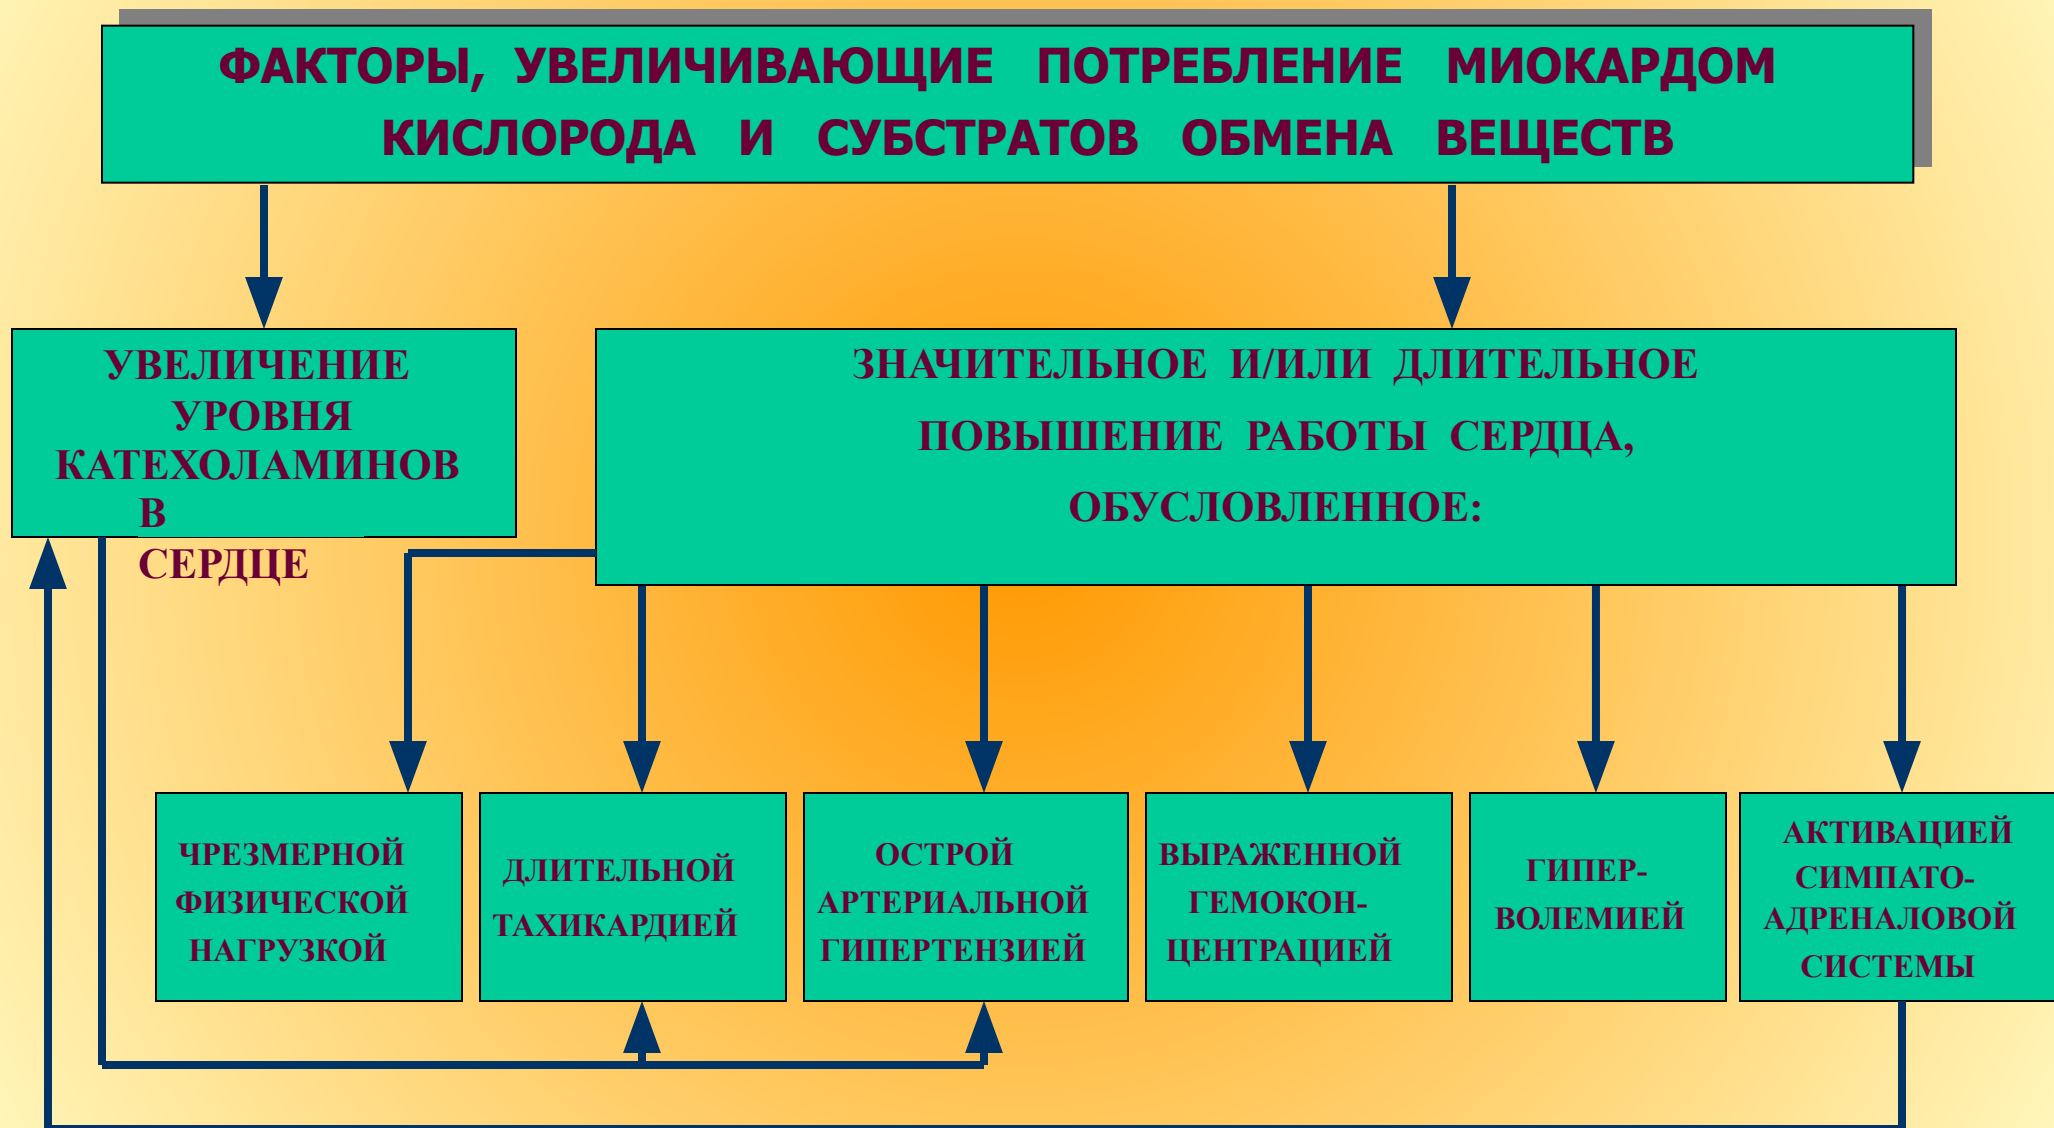 ФАКТОРЫ, УВЕЛИЧИВАЮЩИЕ ПОТРЕБЛЕНИЕ МИОКАРДОМ
КИСЛОРОДА И СУБСТРАТОВ ОБМЕНА ВЕЩЕСТВ
УВЕЛИЧЕНИЕ
УРОВНЯ
КАТЕХОЛАМИНОВ
В
СЕРДЦЕ
ЗНАЧИТЕЛЬНОЕ И/ИЛИ ДЛИТЕЛЬНОЕ
ПОВЫШЕНИЕ РАБОТЫ СЕРДЦА,
ОБУСЛОВЛЕННОЕ:
ЧРЕЗМЕРНОЙ
ФИЗИЧЕСКОЙ
НАГРУЗКОЙ
ДЛИТЕЛЬНОЙ
ТАХИКАРДИЕЙ
ОСТРОЙ
АРТЕРИАЛЬНОЙ
ГИПЕРТЕНЗИЕЙ
ВЫРАЖЕННОЙ
ГЕМОКОН-
ЦЕНТРАЦИЕЙ
ГИПЕР-
ВОЛЕМИЕЙ
АКТИВАЦИЕЙ
СИМПАТО-
АДРЕНАЛОВОЙ
СИСТЕМЫ